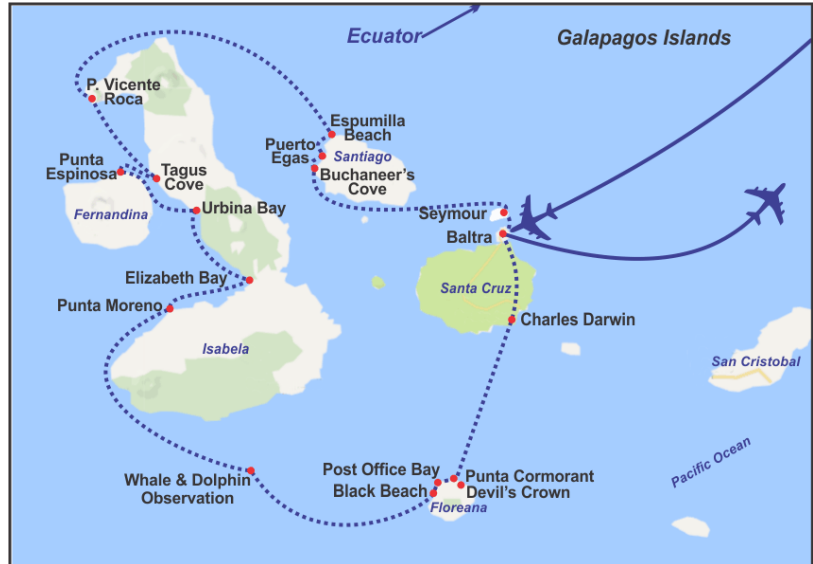 Ecuador
Galapagos Islands
P. Vicente
Roca
Espumilla
Beach
Puerto
Egas
Santiago
Buchaneer's
Cove
Punta
Espinosa
Tagus
Cove
Fernandina
Urbina Bay
Seymour
Baltra
Elizabeth Bay
Santa Cruz
Punta Moreno
Charles Darwin
Isabela
San Cristobal
Whale & Dolphin
Observation
Post Office Bay
Black Beach
Punta Cormorant
Devil's Crown
Floreana
Pacific Ocean